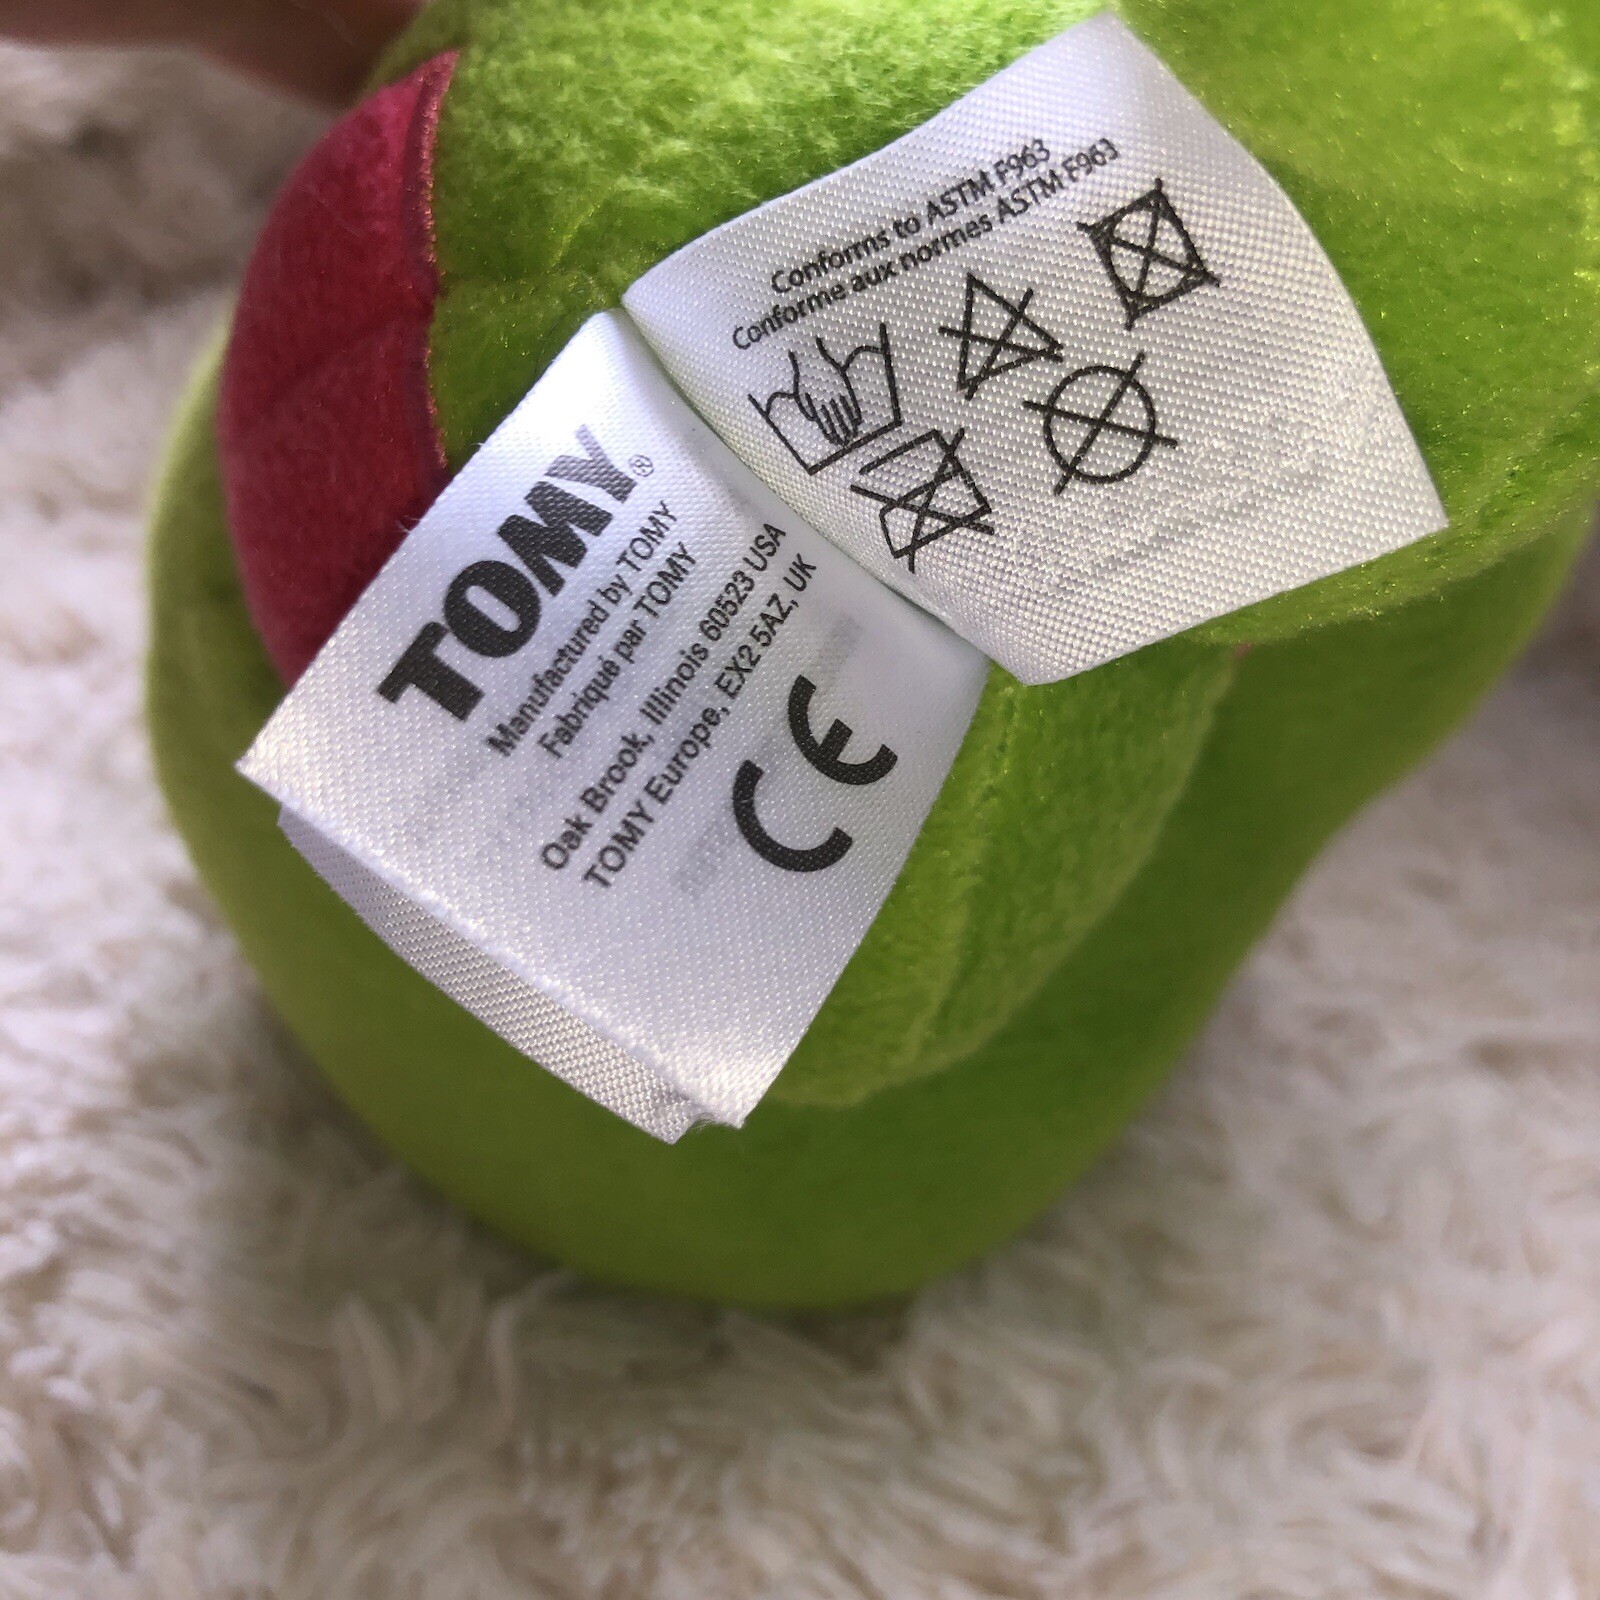 Conforms to ASTM F963
Conforme aux normes ASTM F963
TOMY®
Manufactured by TOMY
Fabriqué par TOMY
Oak Brook, Illinois 60523 USA
TOMY Europe, EX2 5AZ, UK
CE